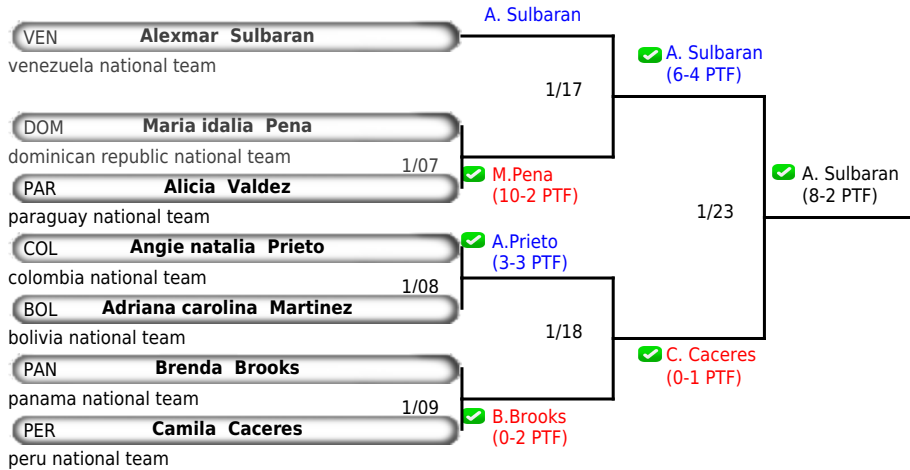 A. Sulbaran
VEN Alexmar Sulbaran
venezuela national team
A. Sulbaran
(6-4 PTF)
1/17
DOM Maria idalia Pena
dominican republic national team
1/07
M.Pena
(10-2 PTF)
PAR Alicia Valdez
paraguay national team
A. Sulbaran
(8-2 PTF)
1/23
COL Angie natalia Prieto
colombia national team
A.Prieto
(3-3 PTF)
1/08
BOL Adriana carolina Martinez
bolivia national team
1/18
PAN Brenda Brooks
panama national team
C. Caceres
(0-1 PTF)
1/09
B.Brooks
(0-2 PTF)
PER Camila Caceres
peru national team